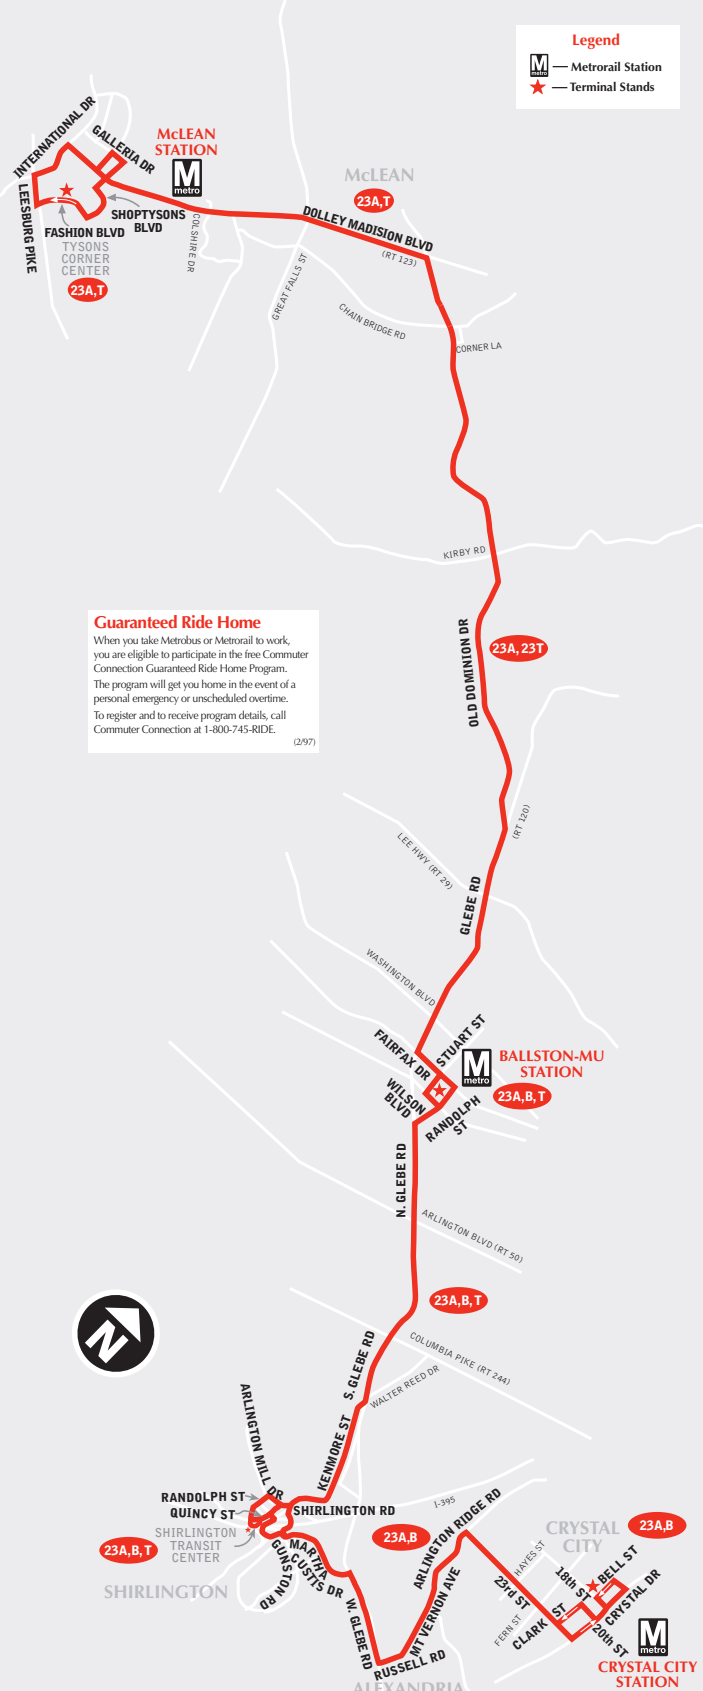 Legend
M metro — Metrorail Station
★ — Terminal Stands
INTERNATIONAL DR
GALLERIA DR
McLEAN
STATION
M
metro
LEESBURG PIKE
SHOPTYSONS
BLVD
FASHION BLVD
TYSONS
CORNER
CENTER
23A,T
COLSHIRE DR
McLEAN
23A,T
DOLLEY MADISION BLVD
(RT 123)
GREAT FALLS ST
CHAIN BRIDGE RD
CORNER LA
KIRBY RD
Guaranteed Ride Home
When you take Metrobus or Metrorail to work,
you are eligible to participate in the free Commuter
Connection Guaranteed Ride Home Program.
The program will get you home in the event of a
personal emergency or unscheduled overtime.
To register and to receive program details, call
Commuter Connection at 1-800-745-RIDE.
(2/97)
OLD DOMINION DR
23A, 23T
(RT 120)
LEE HWY (RT 29)
GLEBE RD
WASHINGTON BLVD
FAIRFAX DR
STUART ST
M
metro
BALLSTON-MU
STATION
23A,B,T
WILSON
BLVD
RANDOLPH
ST
N. GLEBE RD
ARLINGTON BLVD (RT 50)
23A,B,T
N
S. GLEBE RD
COLUMBIA PIKE (RT 244)
WALTER REED DR
ARLINGTON MILL DR
KENMORE ST
RANDOLPH ST
QUINCY ST
SHIRLINGTON
TRANSIT
CENTER
23A,B,T
SHIRLINGTON RD
I-395
SHIRLINGTON
GUNSTON RD
MARTHA
CUSTIS DR
W. GLEBE RD
RUSSELL RD
ALEXANDRIA
MT VERNON AVE
23A,B
ARLINGTON RIDGE RD
23rd ST
HAYES ST
FERN ST
CRYSTAL
CITY
23A,B
18th ST
BELL ST
CLARK ST
CRYSTAL DR
20th ST
M
metro
CRYSTAL CITY
STATION